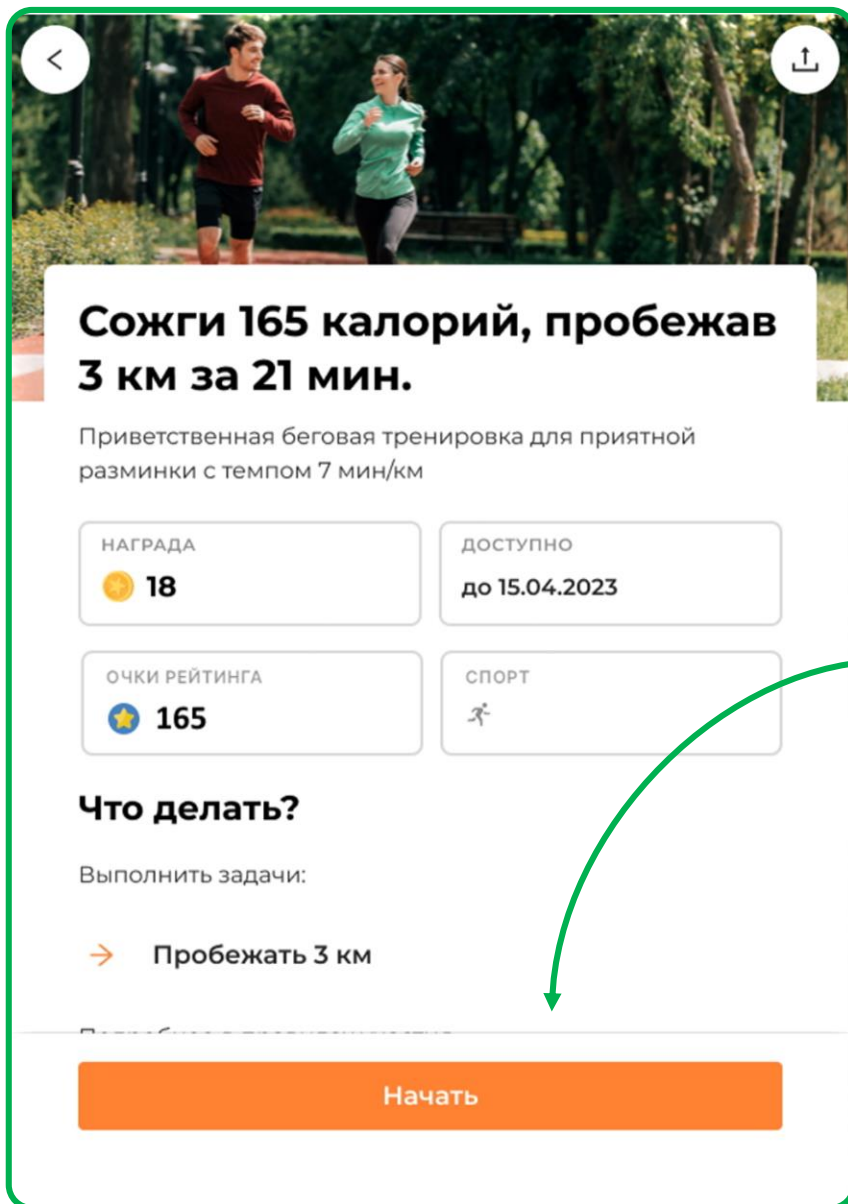 Сожги 165 калорий, пробежав
3 км за 21 мин.
Приветственная беговая тренировка для приятной
разминки с темпом 7 мин/км
НАГРАДА
18
ДОСТУПНО
до 15.04.2023
ОЧКИ РЕЙТИНГА
165
СПОРТ
Что делать?
Выполнить задачи:
Пробежать 3 км
Начать